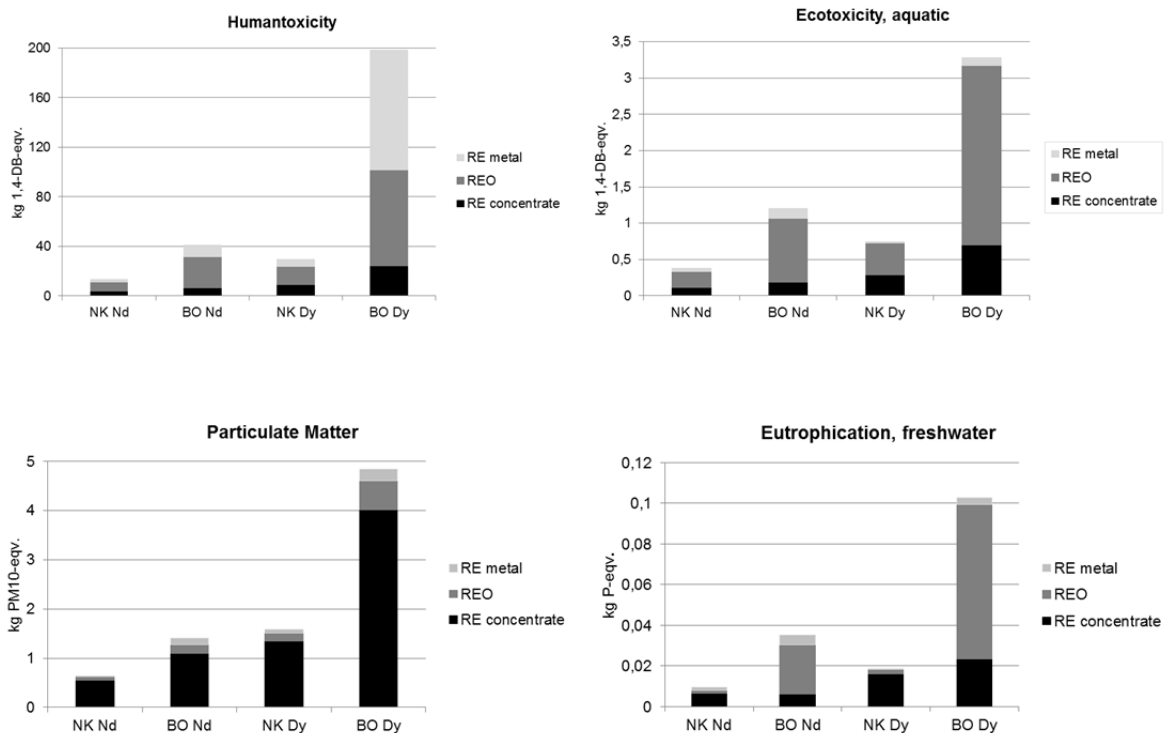 Humantoxicity
kg 1,4-DB-eqv.
200
160
120
80
40
0
NK Nd BO Nd NK Dy BO Dy
RE metal
REO
RE concentrate
Ecotoxicity, aquatic
kg 1,4-DB-eqv.
3,5
3
2,5
2
1,5
1
0,5
0
NK Nd BO Nd NK Dy BO Dy
RE metal
REO
RE concentrate
Particulate Matter
kg PM10-eqv.
5
4
3
2
1
0
NK Nd BO Nd NK Dy BO Dy
RE metal
REO
RE concentrate
Eutrophication, freshwater
kg P-eqv.
0,12
0,1
0,08
0,06
0,04
0,02
0
NK Nd BO Nd NK Dy BO Dy
RE metal
REO
RE concentrate